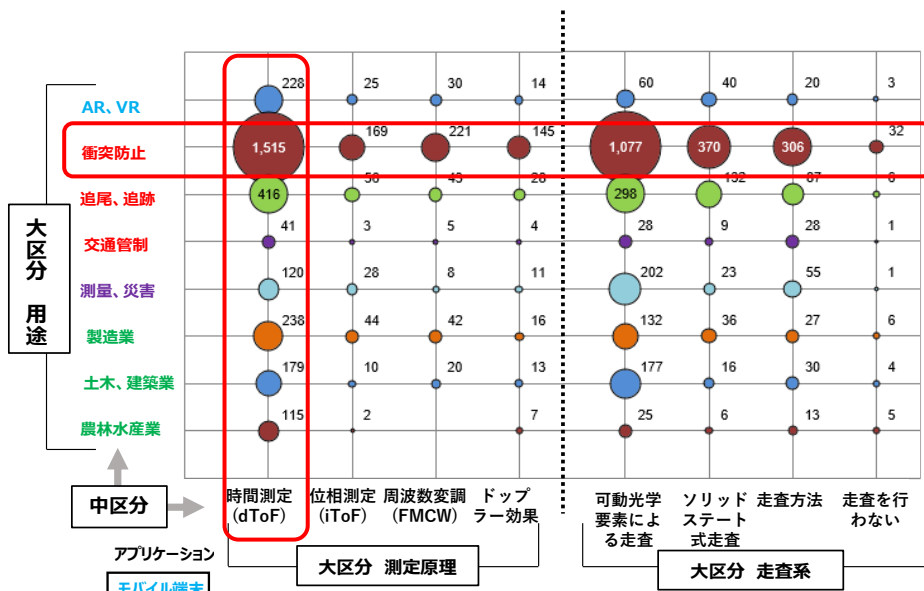 228 25 30 14 60 40 20 3
AR、VR
169 221 145 32
衝突防止 1,515 1,077 370 306
追尾、追跡 416 298
41 3 5 4 28 9 28 1
交通管制
120 28 8 11 202 23 55 1
測量、災害
238 44 42 16 132 36 27 6
製造業
179 10 20 13 177 16 30 4
土木、建築業
115 2 7 25 6 13 5
農林水産業
大区分 用途
中区分
時間測定 位相測定 周波数変調 ドップ
(dToF) (iToF) (FMCW) ラー効果
可動光学 ソリッド 走査方法 走査を行
要素によ ステート わない
る走査 式走査
アプリケーション
大区分 測定原理
大区分 走査系
モバイル端末